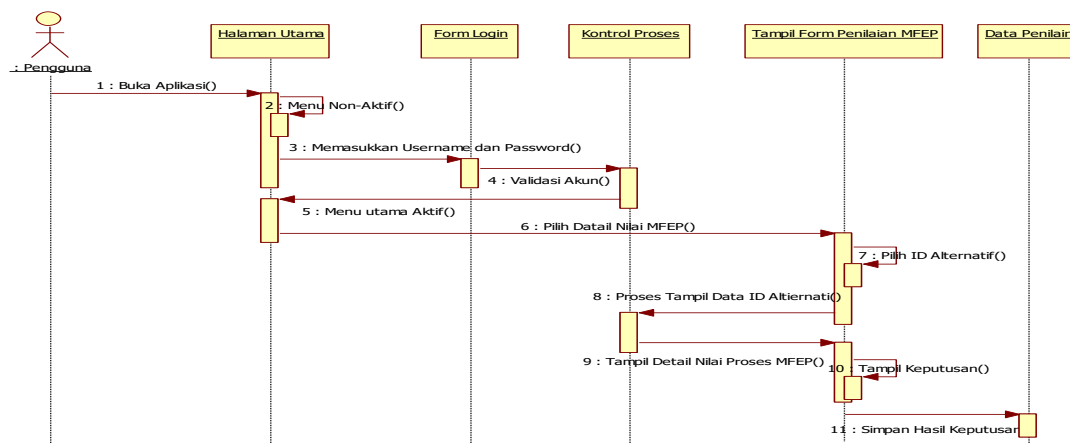 Halaman Utama
Form Login
Kontrol Proses
Tampil Form Penilaian MFEP
Data Penilain
: Pengguna
1 : Buka Aplikasi()
2 : Menu Non-Aktif()
3 : Memasukkan Username dan Password()
4 : Validasi Akun()
5 : Menu utama Aktif()
6 : Pilih Datail Nilai MFEP()
7 : Pilih ID Alternatif()
8 : Proses Tampil Data ID Altiernati()
9 : Tampil Detail Nilai Proses MFEP()
10 : Tampil Keputusan()
11 : Simpan Hasil Keputusan